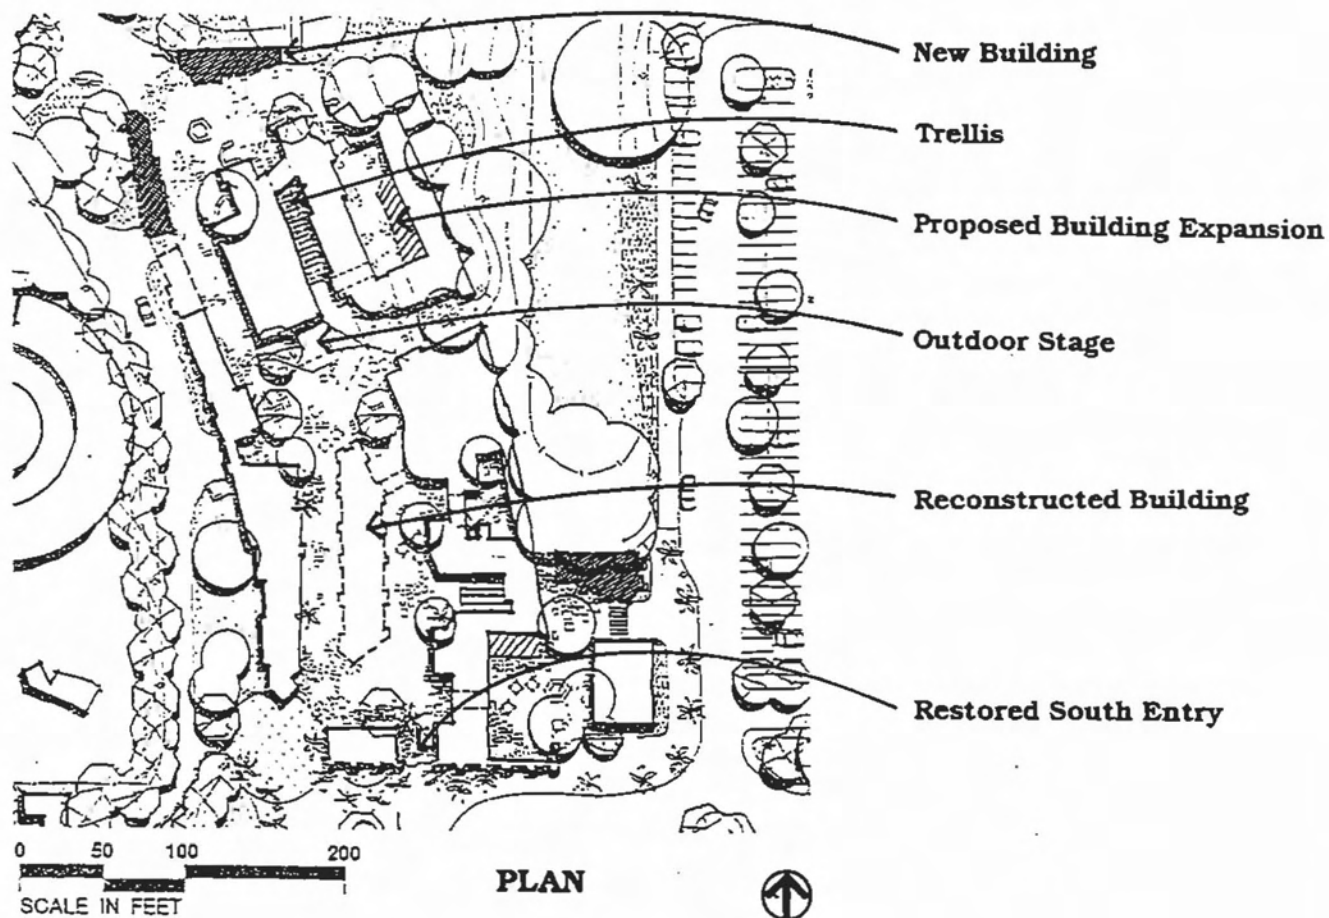 New Building
Trellis
Proposed Building Expansion
Outdoor Stage
Reconstructed Building
Restored South Entry
0 50 100 200
SCALE IN FEET
PLAN